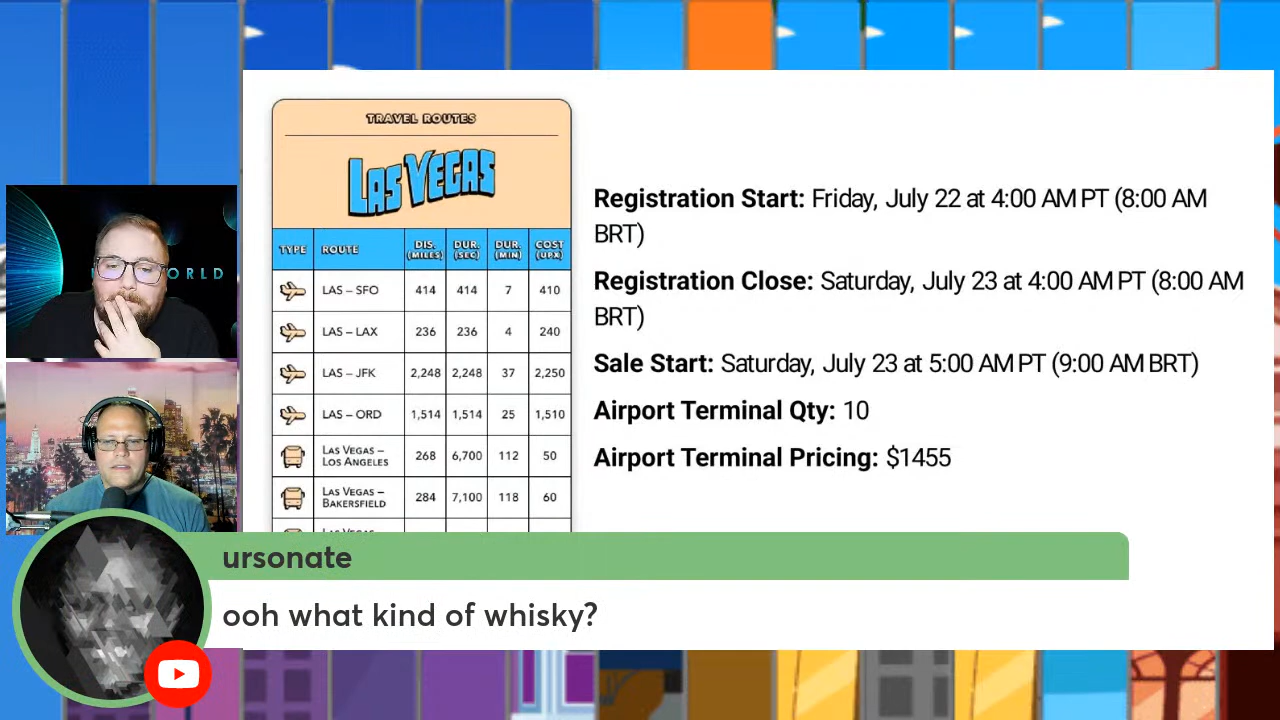 TRAVEL ROUTES
LAS VEGAS
TYPE ROUTE DIS. (MILES) DUR. (SEC) DUR. (MIN) COST (UPX)
LAS – SFO 414 414 7 410
LAS – LAX 236 236 4 240
LAS – JFK 2,248 2,248 37 2,250
LAS – ORD 1,514 1,514 25 1,510
LAS VEGAS – LOS ANGELES 268 6,700 112 50
LAS VEGAS – BAKERSFIELD 284 7,100 118 60
Registration Start: Friday, July 22 at 4:00 AM PT (8:00 AM
BRT)
Registration Close: Saturday, July 23 at 4:00 AM PT (8:00 AM
BRT)
Sale Start: Saturday, July 23 at 5:00 AM PT (9:00 AM BRT)
Airport Terminal Qty: 10
Airport Terminal Pricing: $1455
ORLD
ursonate
ooh what kind of whisky?